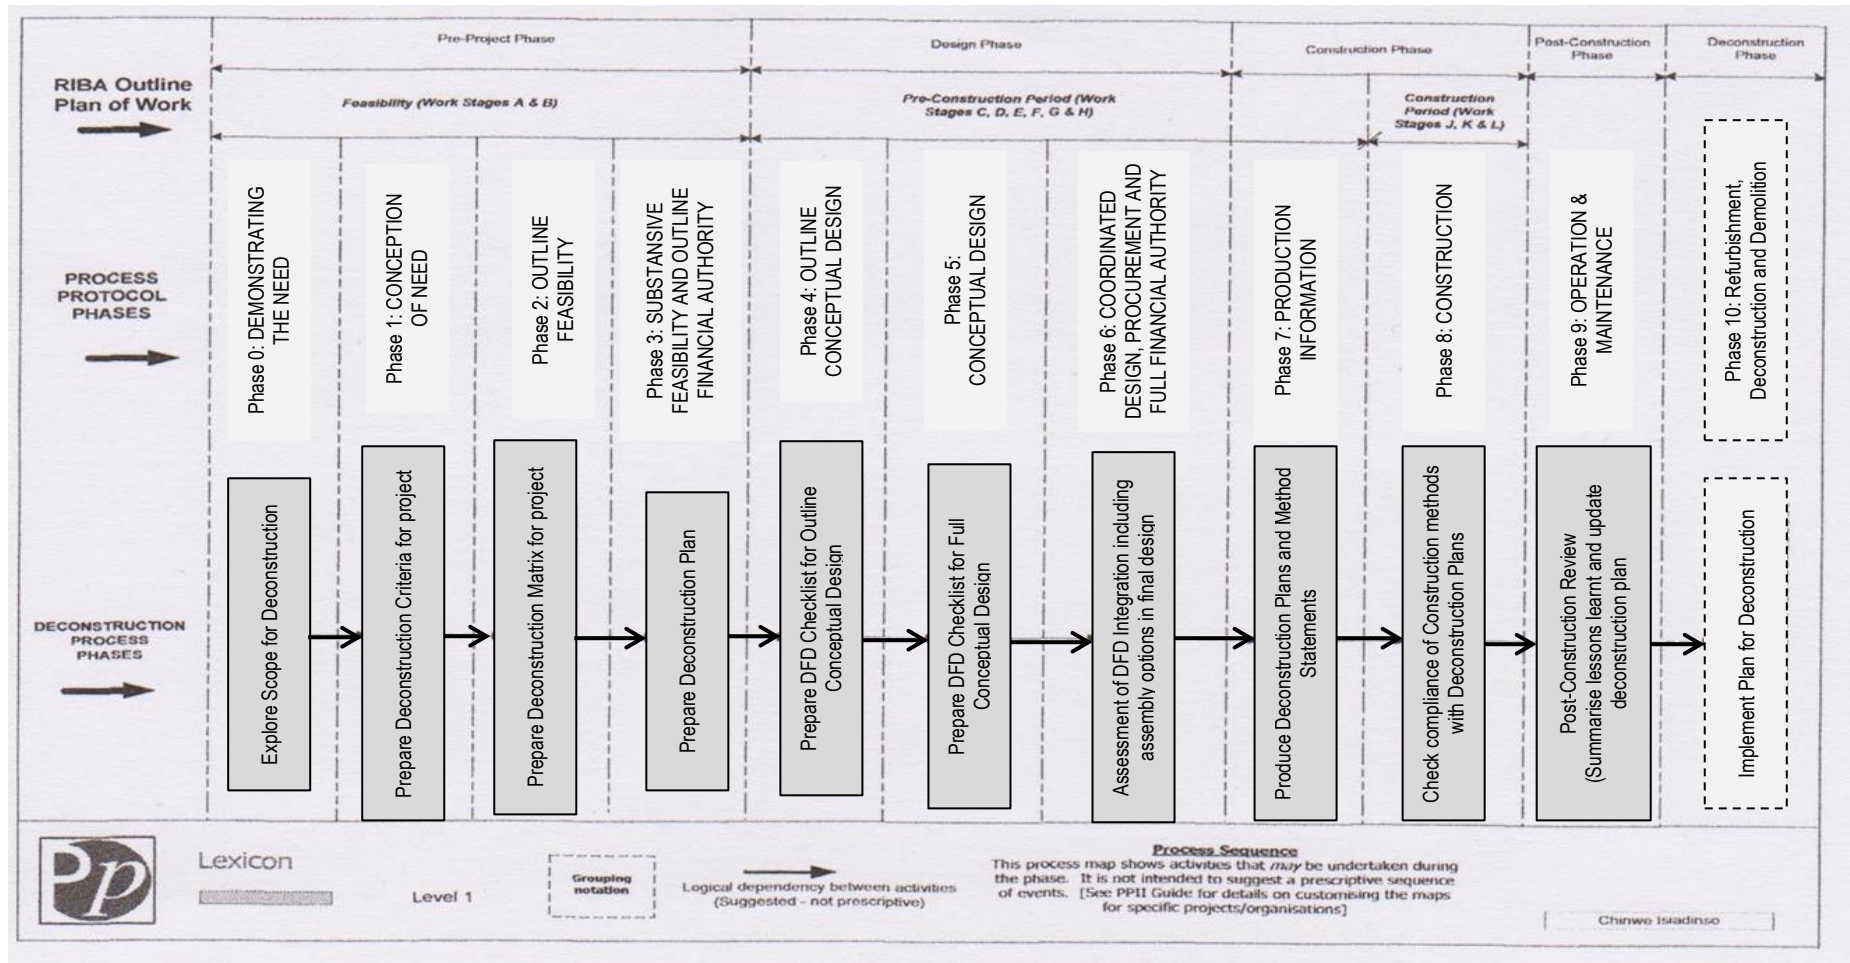 Pre-Project Phase
Design Phase
Construction Phase
Post-Construction
Phase
Deconstruction
Phase
RIBA Outline
Plan of Work
Feasibility (Work Stages A & B)
Pre-Construction Period (Work
Stages C, D, E, F, G & H)
Construction
Period (Work
Stages J, K & L)
PROCESS
PROTOCOL
PHASES
Phase 0: DEMONSTRATING
THE NEED
Phase 1: CONCEPTION
OF NEED
Phase 2: OUTLINE
FEASIBILITY
Phase 3: SUBSTANSIVE
FEASIBILITY AND OUTLINE
FINANCIAL AUTHORITY
Phase 4: OUTLINE
CONCEPTUAL DESIGN
Phase 5:
CONCEPTUAL DESIGN
Phase 6: COORDINATED
DESIGN, PROCUREMENT AND
FULL FINANCIAL AUTHORITY
Phase 7: PRODUCTION
INFORMATION
Phase 8: CONSTRUCTION
Phase 9: OPERATION &
MAINTENANCE
Phase 10: Refurbishment,
Deconstruction and Demolition
DECONSTRUCTION
PROCESS
PHASES
Explore Scope for Deconstruction
Prepare Deconstruction Criteria for project
Prepare Deconstruction Matrix for project
Prepare Deconstruction Plan
Prepare DFD Checklist for Outline
Conceptual Design
Prepare DFD Checklist for Full
Conceptual Design
Assessment of DFD Integration including
assembly options in final design
Produce Deconstruction Plans and Method
Statements
Check compliance of Construction methods
with Deconstruction Plans
Post-Construction Review
(Summarise lessons learnt and update
deconstruction plan
Implement Plan for Deconstruction
Pp
Lexicon
Level 1
Grouping
notation
Logical dependency between activities
(Suggested - not prescriptive)
Process Sequence
This process map shows activities that may be undertaken during
the phase. It is not intended to suggest a prescriptive sequence
of events. [See PPII Guide for details on customising the maps
for specific projects/organisations]
Chinwe Isiadinso